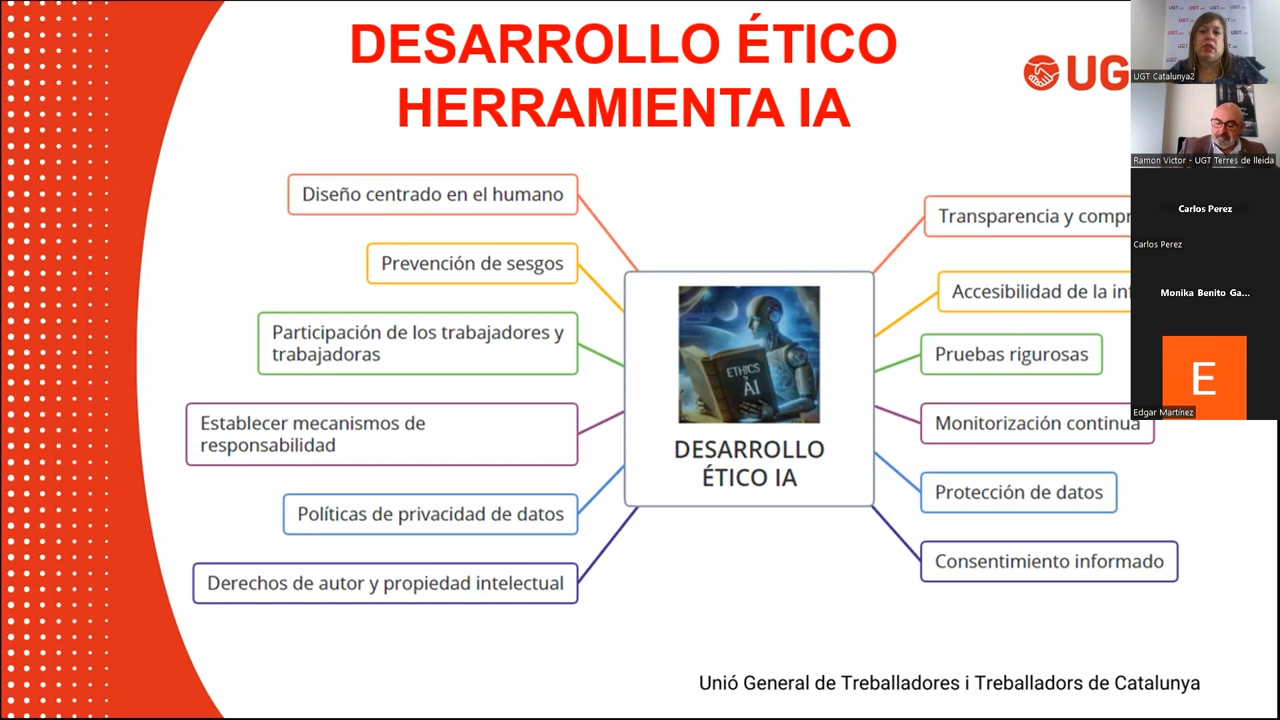 DESARROLLO ÉTICO
HERRAMIENTA IA
UG
Diseño centrado en el humano
Prevención de sesgos
Participación de los trabajadores y
trabajadoras
Establecer mecanismos de
responsabilidad
Políticas de privacidad de datos
Derechos de autor y propiedad intelectual
ETHICS
AI
DESARROLLO
ÉTICO IA
Transparencia y compr
Accesibilidad de la in
Pruebas rigurosas
Monitorización continua
Protección de datos
Consentimiento informado
Unió General de Treballadores i Treballadors de Catalunya
UGT Catalunya2
Ramon Victor - UGT Terres de lleida
Carlos Perez
Carlos Perez
Monika Benito Ga...
E
Edgar Martínez